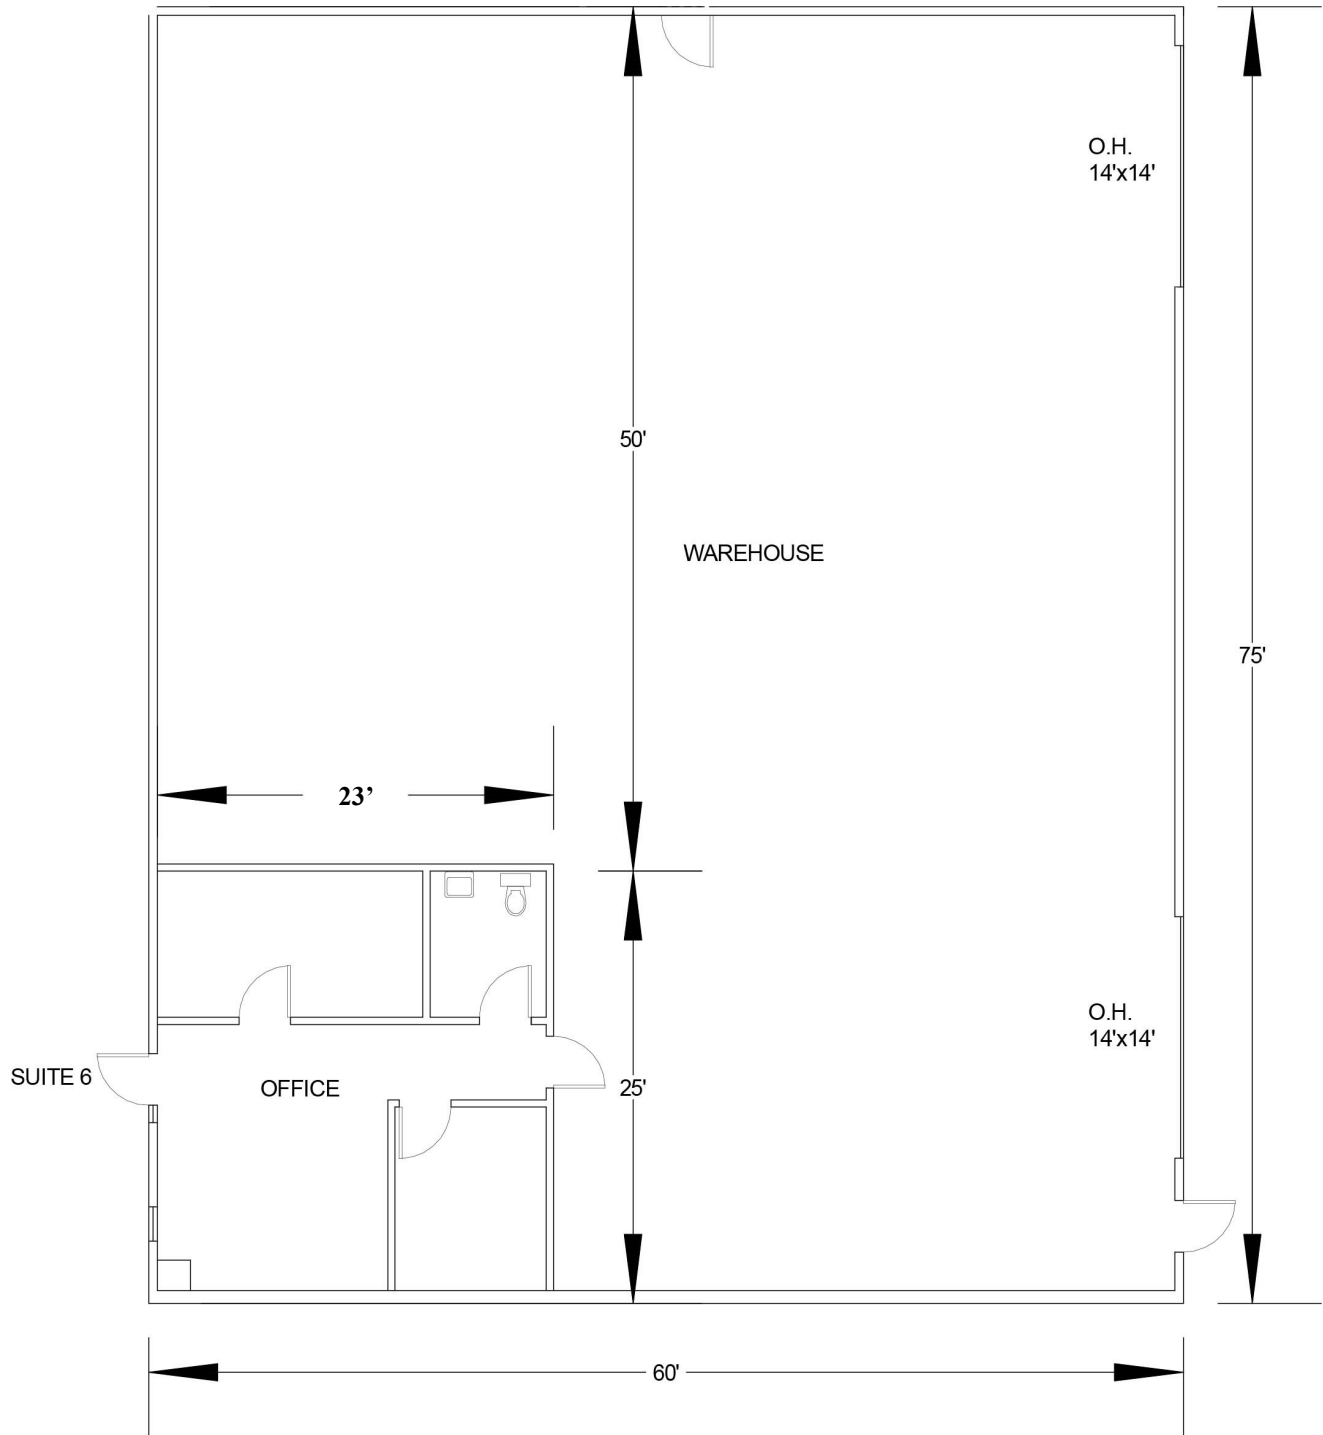 O.H.
14'x14'
50'
WAREHOUSE
75'
23’
O.H.
14'x14'
SUITE 6
OFFICE
25'
60'